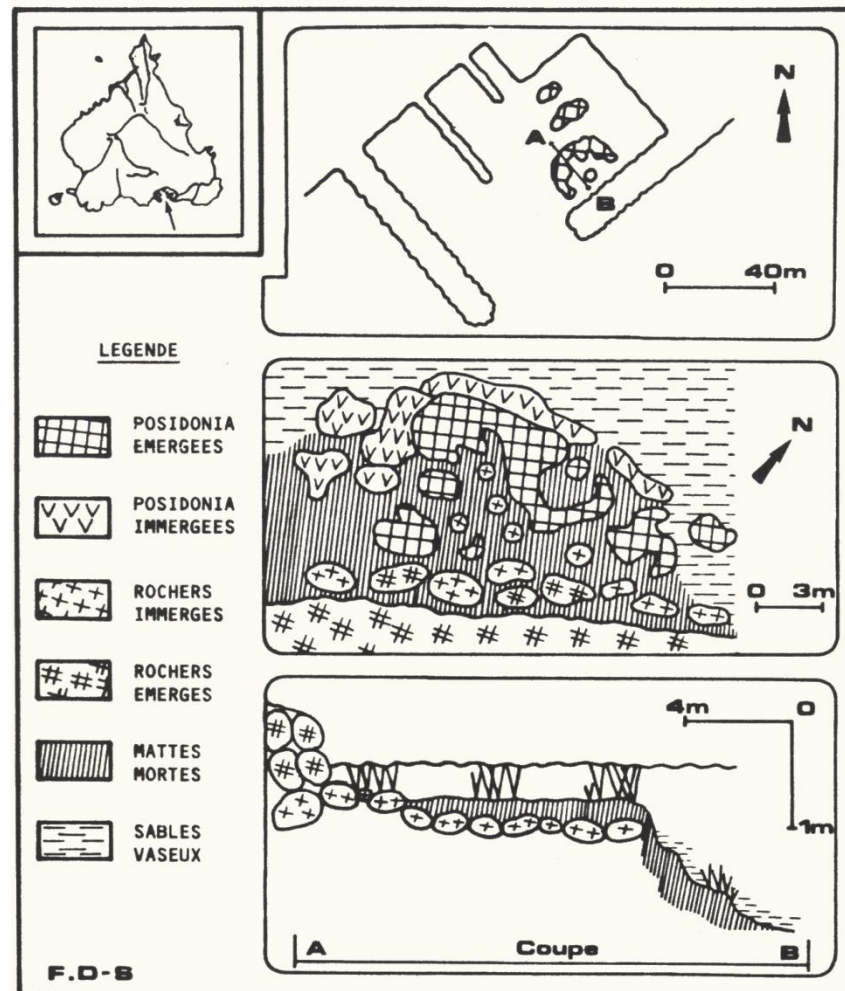 N
A
B
0 40m
LEGENDE
POSIDONIA
EMERGEES
POSIDONIA
IMMERGEES
ROCHERS
IMMERGES
ROCHERS
EMERGES
MATTES
MORTES
SABLES
VASEUX
F.D-S
N
0 3m
4m 0
1m
A Coupe B